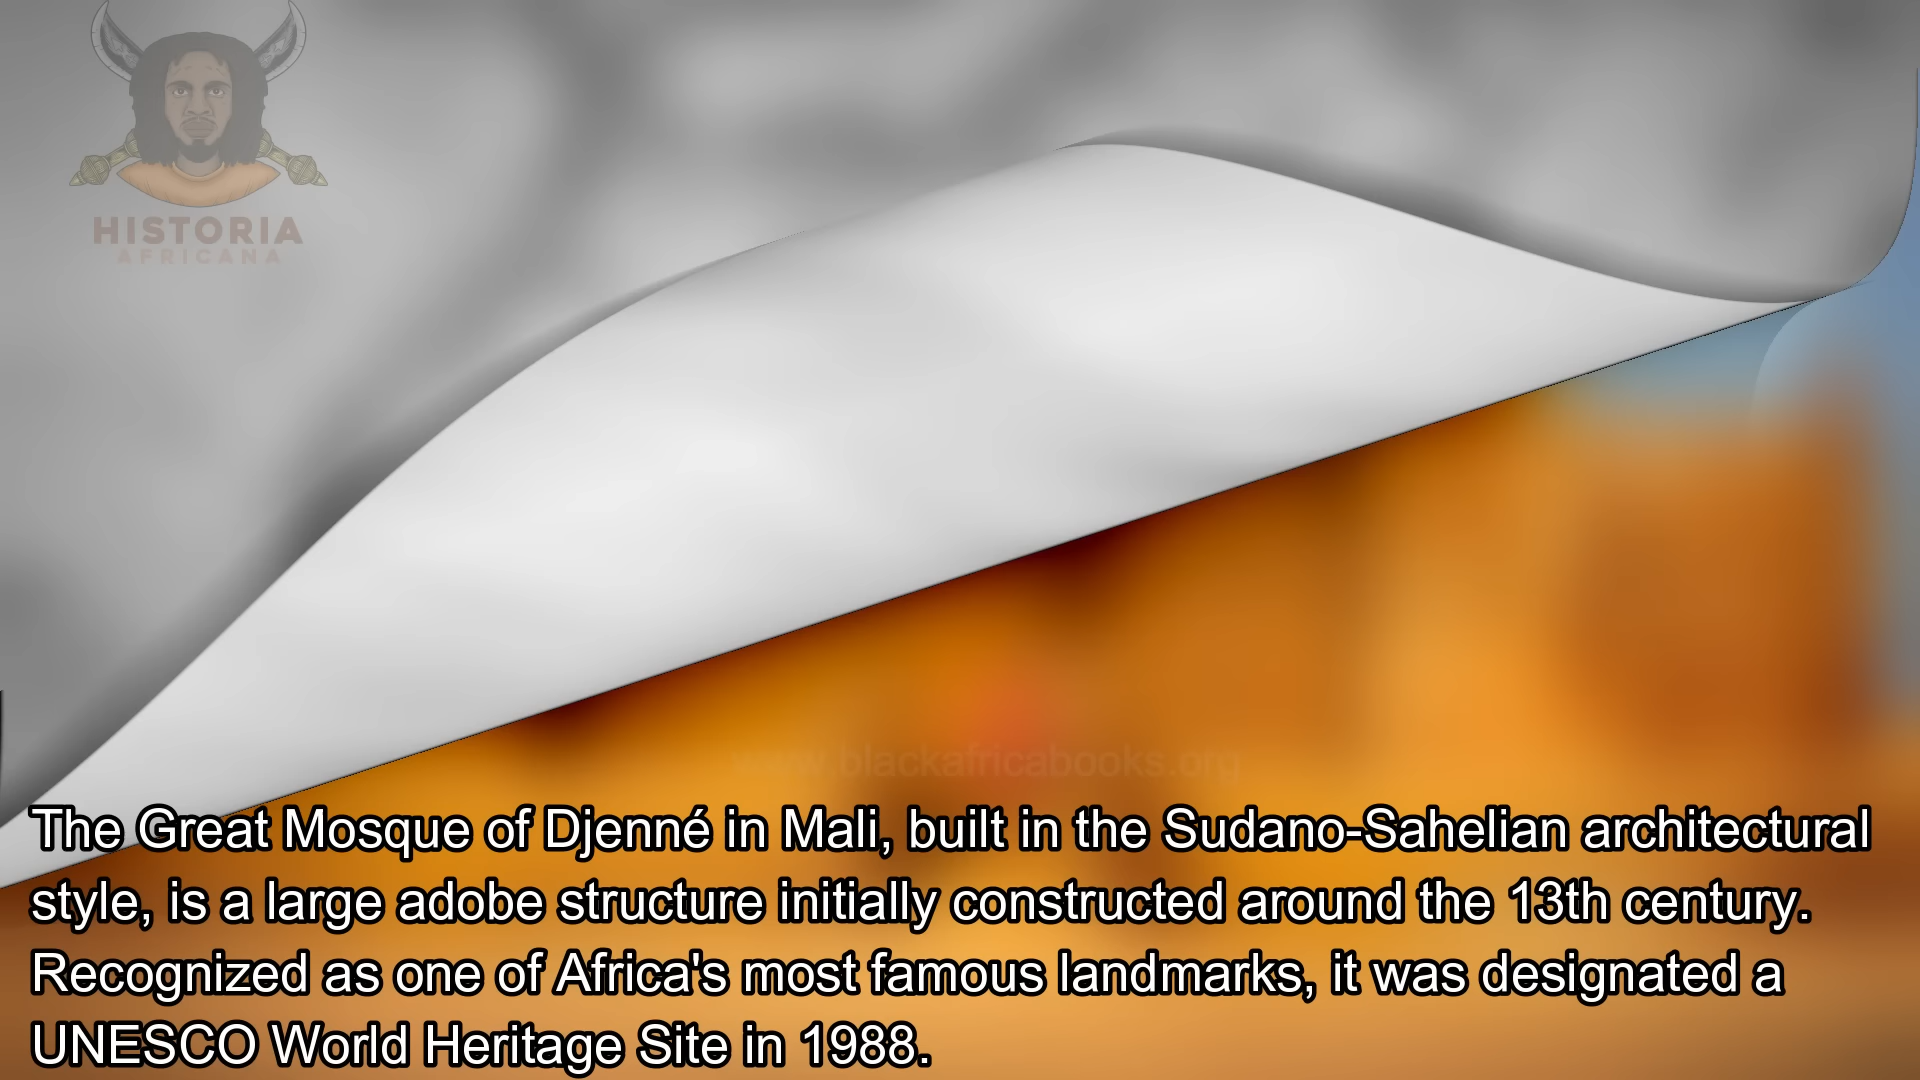 HISTORIA
AFRICANA
www.blackafricabooks.org
The Great Mosque of Djenné in Mali, built in the Sudano-Sahelian architectural
style, is a large adobe structure initially constructed around the 13th century.
Recognized as one of Africa's most famous landmarks, it was designated a
UNESCO World Heritage Site in 1988.